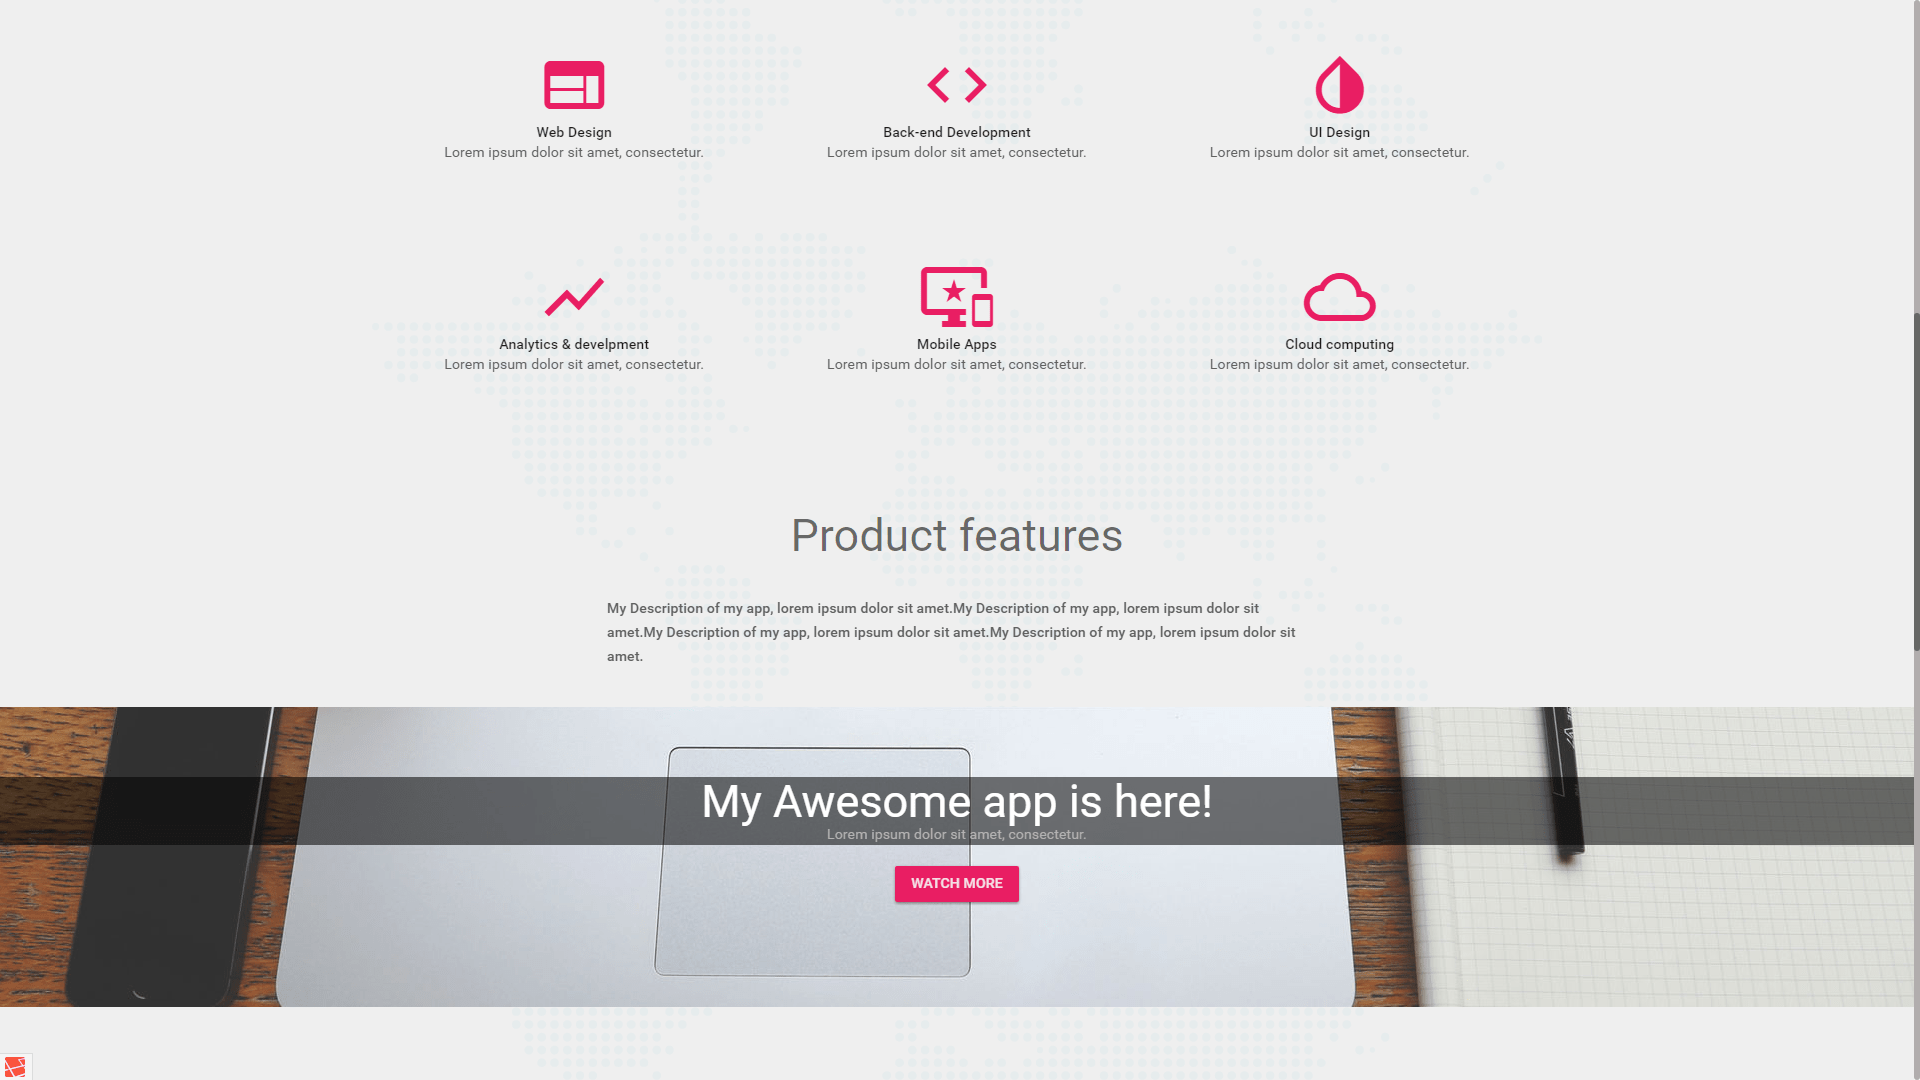 Web Design
Lorem ipsum dolor sit amet, consectetur.
Back-end Development
Lorem ipsum dolor sit amet, consectetur.
UI Design
Lorem ipsum dolor sit amet, consectetur.
Analytics & develpment
Lorem ipsum dolor sit amet, consectetur.
Mobile Apps
Lorem ipsum dolor sit amet, consectetur.
Cloud computing
Lorem ipsum dolor sit amet, consectetur.
Product features
My Description of my app, lorem ipsum dolor sit amet.My Description of my app, lorem ipsum dolor sit
amet.My Description of my app, lorem ipsum dolor sit amet.My Description of my app, lorem ipsum dolor sit
amet.
My Awesome app is here!
Lorem ipsum dolor sit amet, consectetur.
WATCH MORE